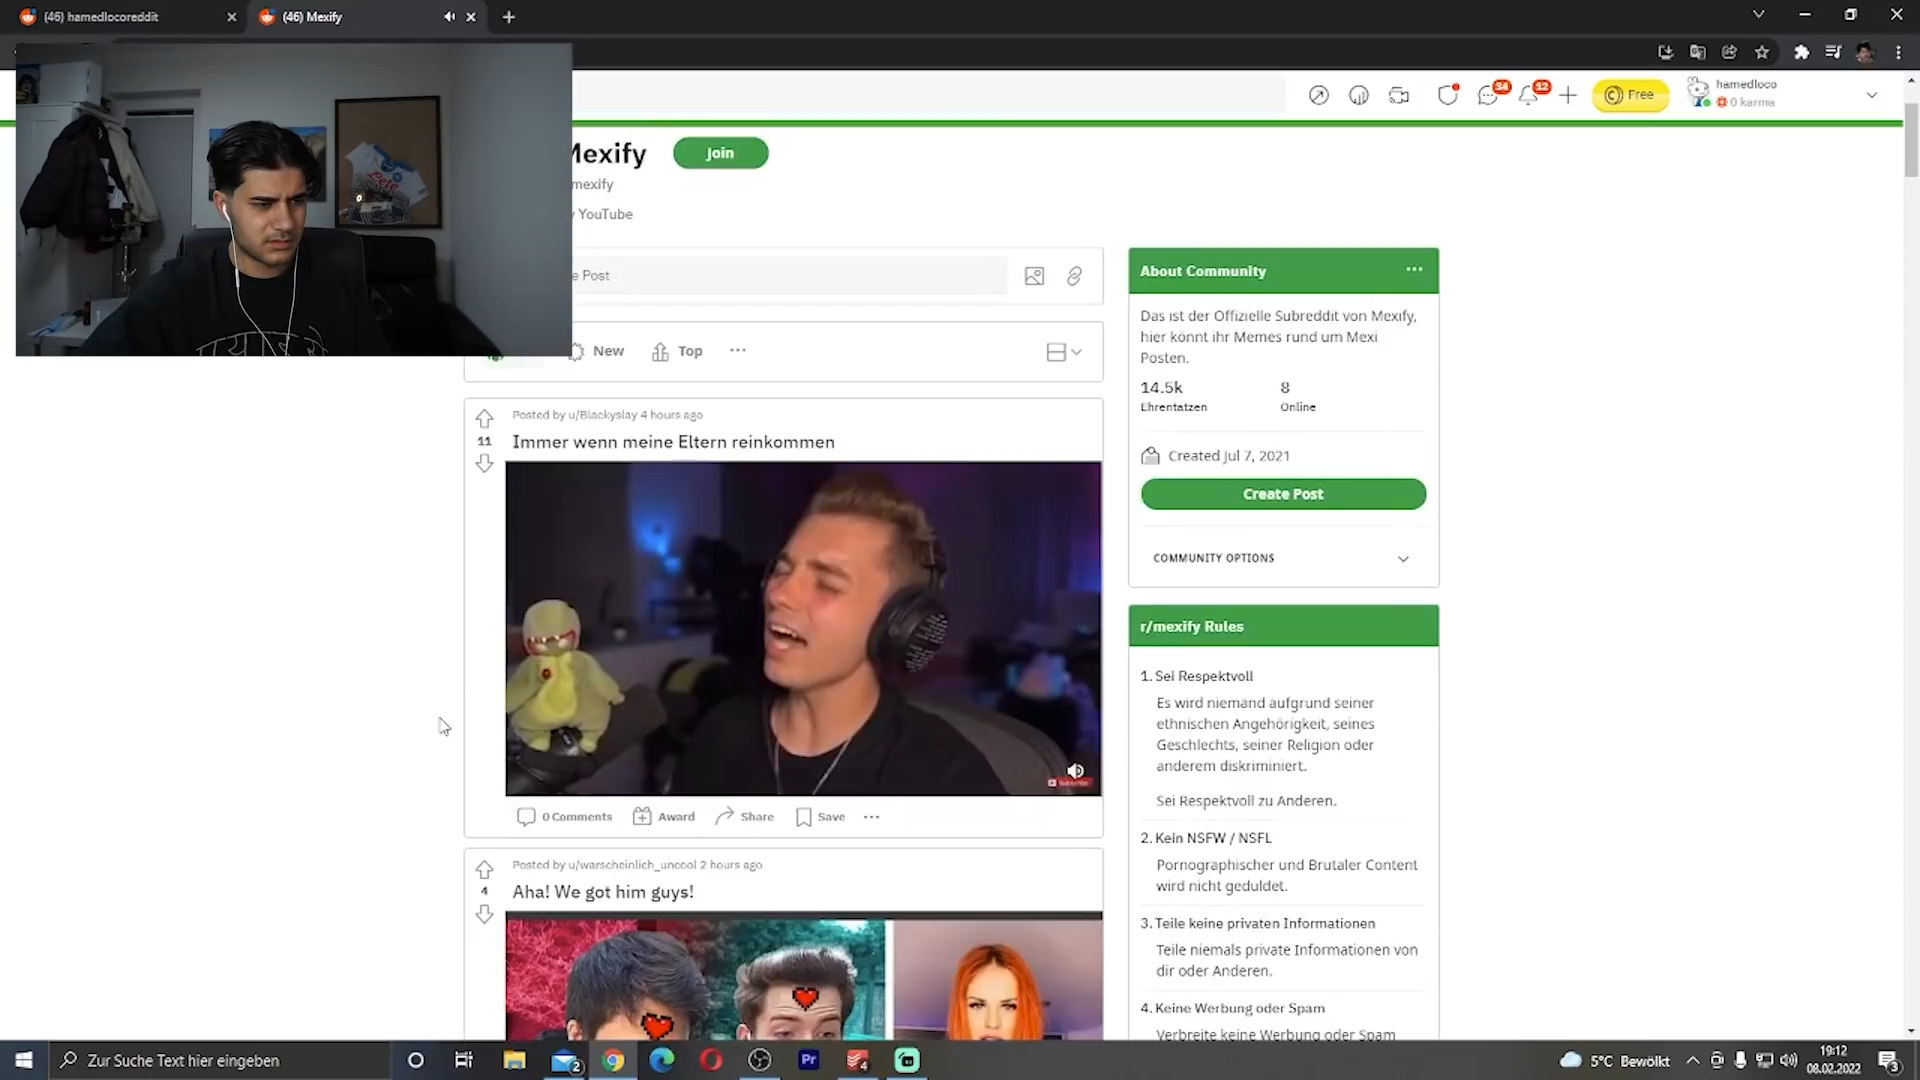 (46) hamedlocoreddit
(46) Mexify
34
12
Free
hamedloco
0 karma
Mexify
Join
mexify
YouTube
Post
New
Top
Posted by u/Blackyslay 4 hours ago
11
Immer wenn meine Eltern reinkommen
0 Comments
Award
Share
Save
Posted by u/warscheinlich_uncool 2 hours ago
4
Aha! We got him guys!
About Community
Das ist der Offizielle Subreddit von Mexify,
hier könnt ihr Memes rund um Mexi
Posten.
14.5k
8
Ehrentatzen
Online
Created Jul 7, 2021
Create Post
COMMUNITY OPTIONS
r/mexify Rules
1. Sei Respektvoll
Es wird niemand aufgrund seiner
ethnischen Angehörigkeit, seines
Geschlechts, seiner Religion oder
anderem diskriminiert.
Sei Respektvoll zu Anderen.
2. Kein NSFW / NSFL
Pornographischer und Brutaler Content
wird nicht geduldet.
3. Teile keine privaten Informationen
Teile niemals private Informationen von
dir oder Anderen.
4. Keine Werbung oder Spam
Verbreite keine Werbung oder Spam
Zur Suche Text hier eingeben
2
Pr
4
5°C Bewölkt
19:12
08.02.2022
3